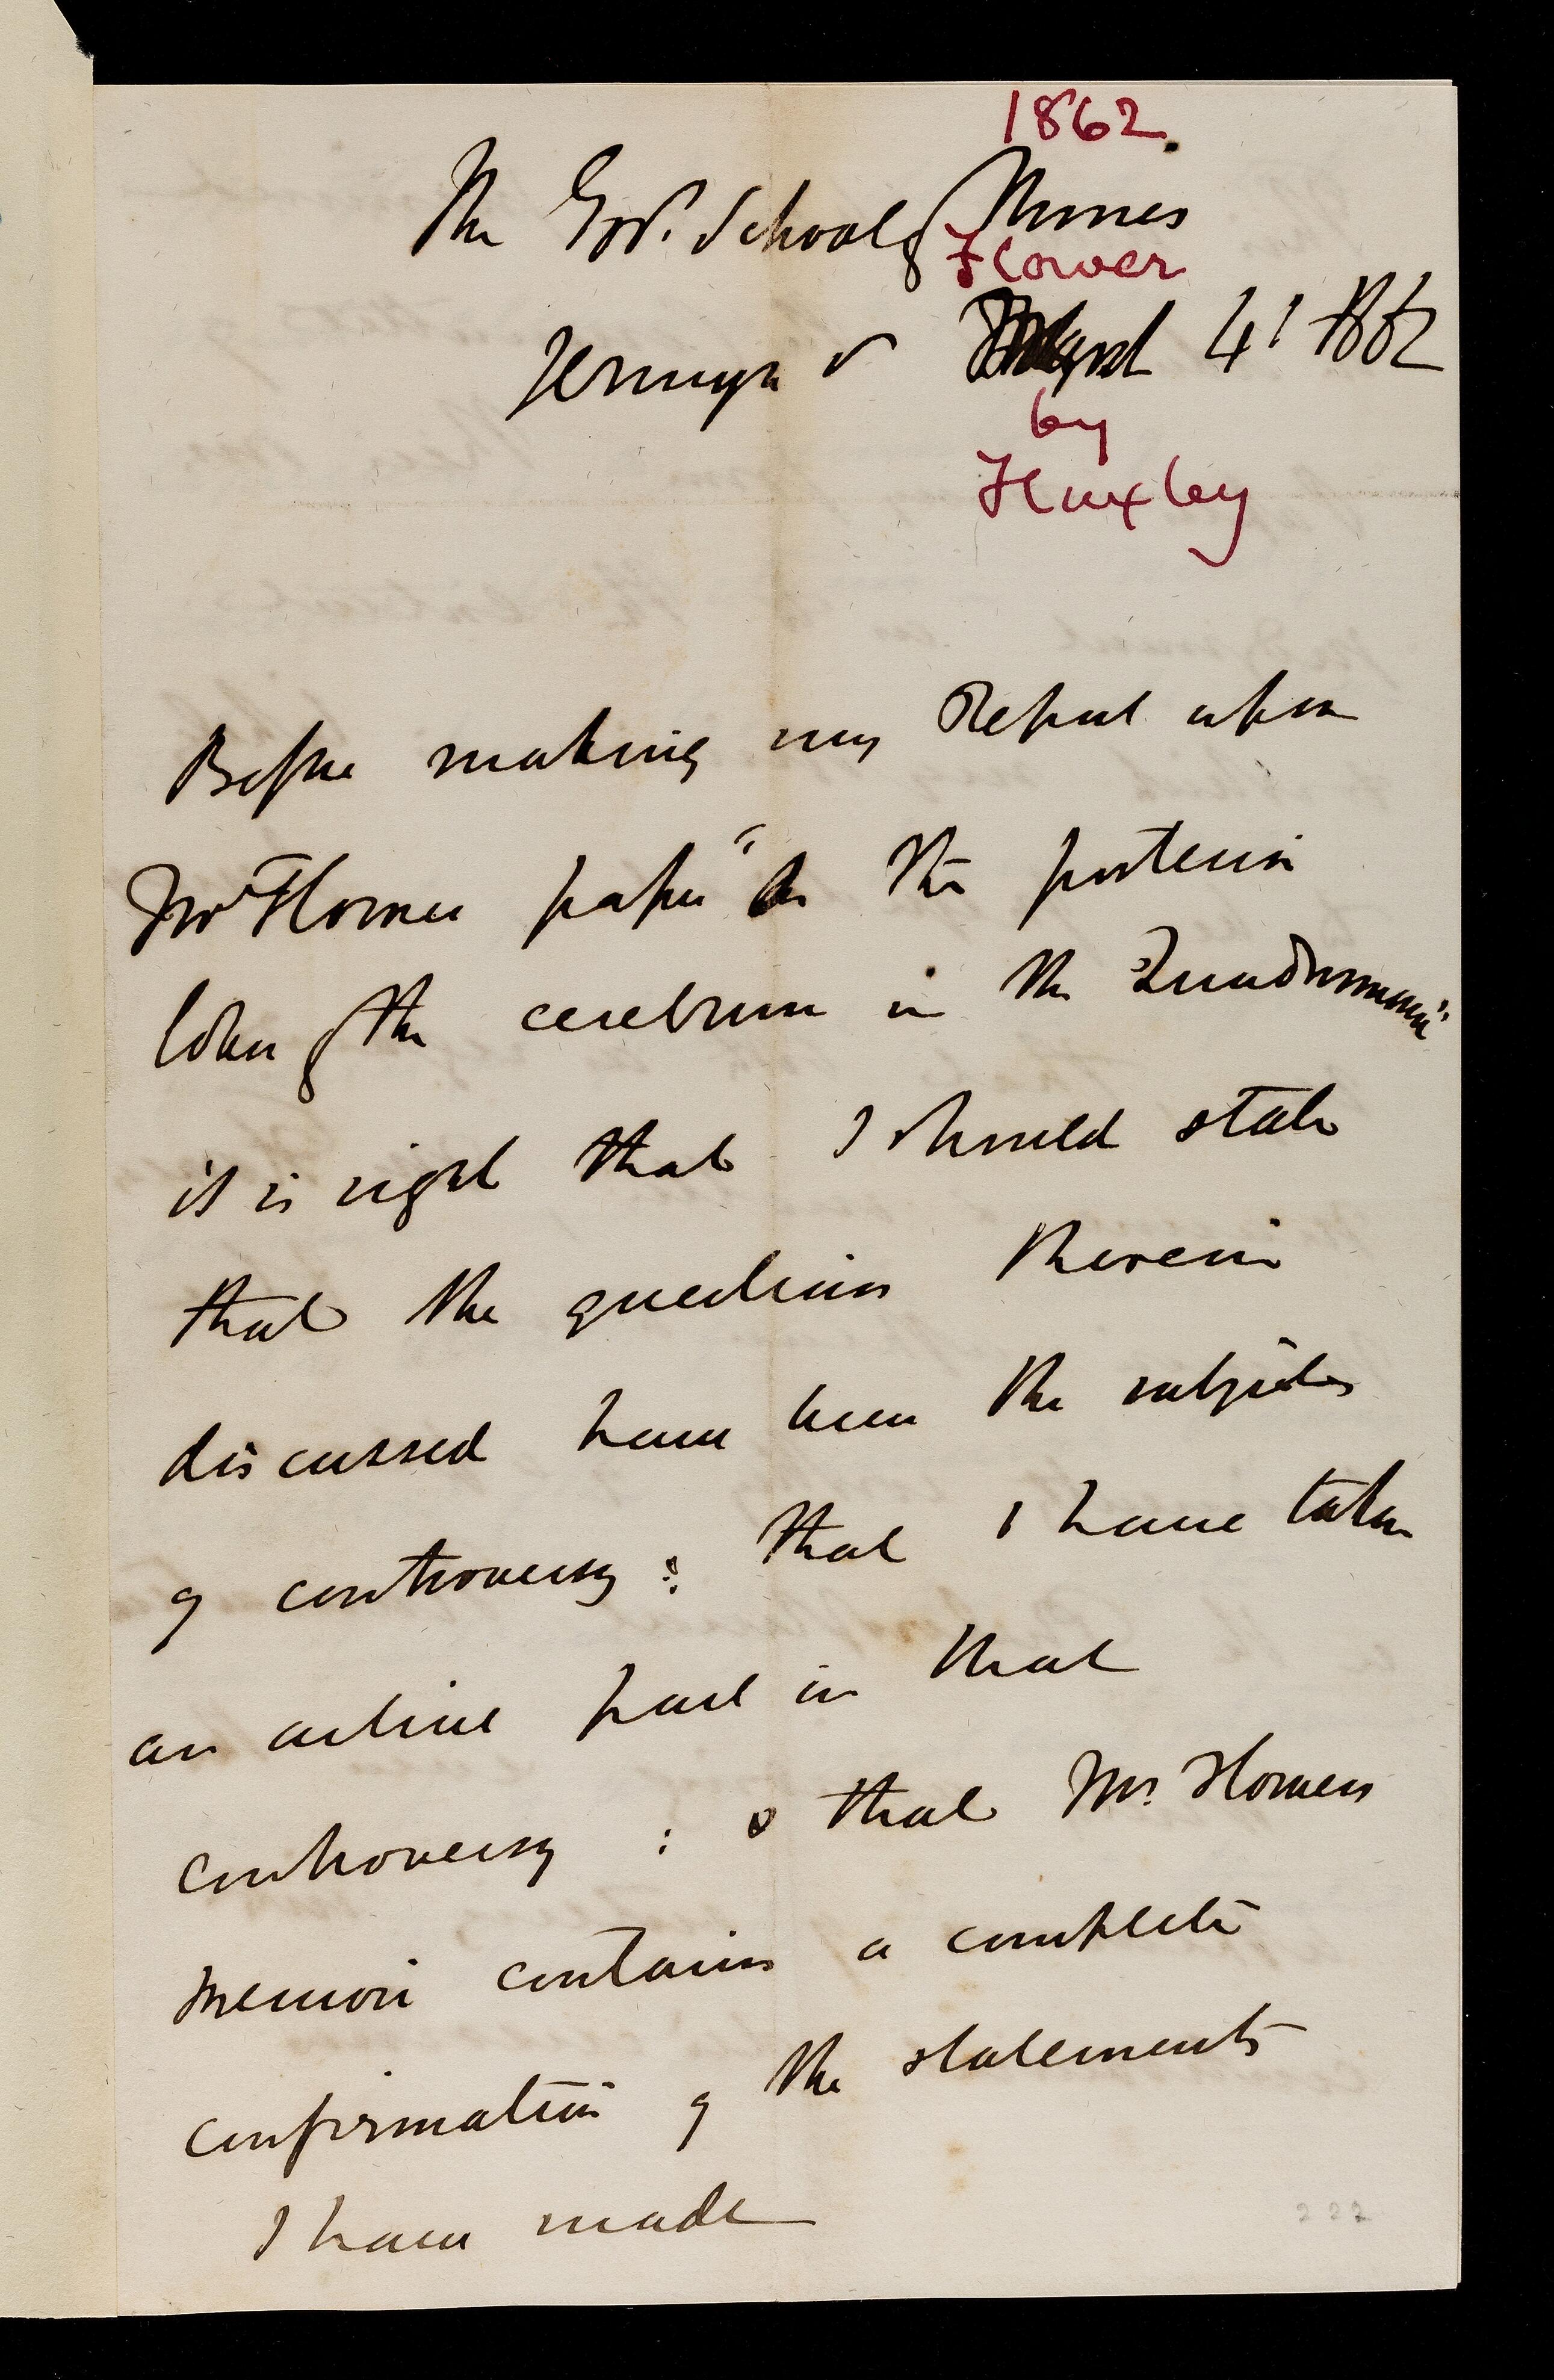 1862.
The Govt. School of Mines
Flower
Jermyn St March 4th 1862
by
Huxley
Before making my Report upon
Mr Flower paper "On the posterior
lobes of the cerebrum in the Quadrumana"
it is right that I should state
that the questions therein
discussed have been the subjects
of controversy: that I have taken
an active part in that
controversy : & that Mr. Flowers
memoir contains a complete
confirmation of the statements
I have made
222